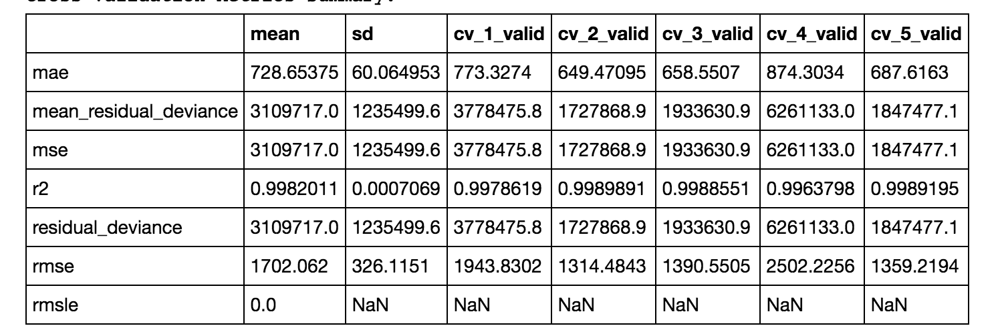 Cross-Validation Metrics Summary:
mean sd cv_1_valid cv_2_valid cv_3_valid cv_4_valid cv_5_valid
mae 728.65375 60.064953 773.3274 649.47095 658.5507 874.3034 687.6163
mean_residual_deviance 3109717.0 1235499.6 3778475.8 1727868.9 1933630.9 6261133.0 1847477.1
mse 3109717.0 1235499.6 3778475.8 1727868.9 1933630.9 6261133.0 1847477.1
r2 0.9982011 0.0007069 0.9978619 0.9989891 0.9988551 0.9963798 0.9989195
residual_deviance 3109717.0 1235499.6 3778475.8 1727868.9 1933630.9 6261133.0 1847477.1
rmse 1702.062 326.1151 1943.8302 1314.4843 1390.5505 2502.2256 1359.2194
rmsle 0.0 NaN NaN NaN NaN NaN NaN